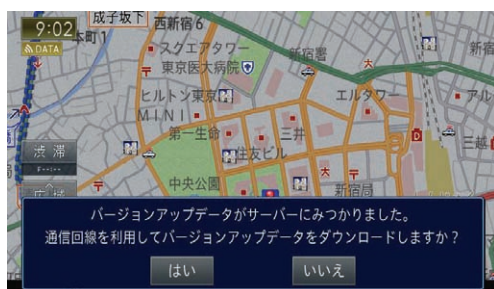 9:02
DATA
成子坂下
本町1
西新宿6
スクエアタワー
東京医大病院
新宿署
新宿
ヒルトン東京
エルタワー
アル
MINI
第一生命
三井
住友ビル
三越
渋滞
中央公園
新宿局
広域
バージョンアップデータがサーバーにみつかりました。
通信回線を利用してバージョンアップデータをダウンロードしますか？
はい
いいえ